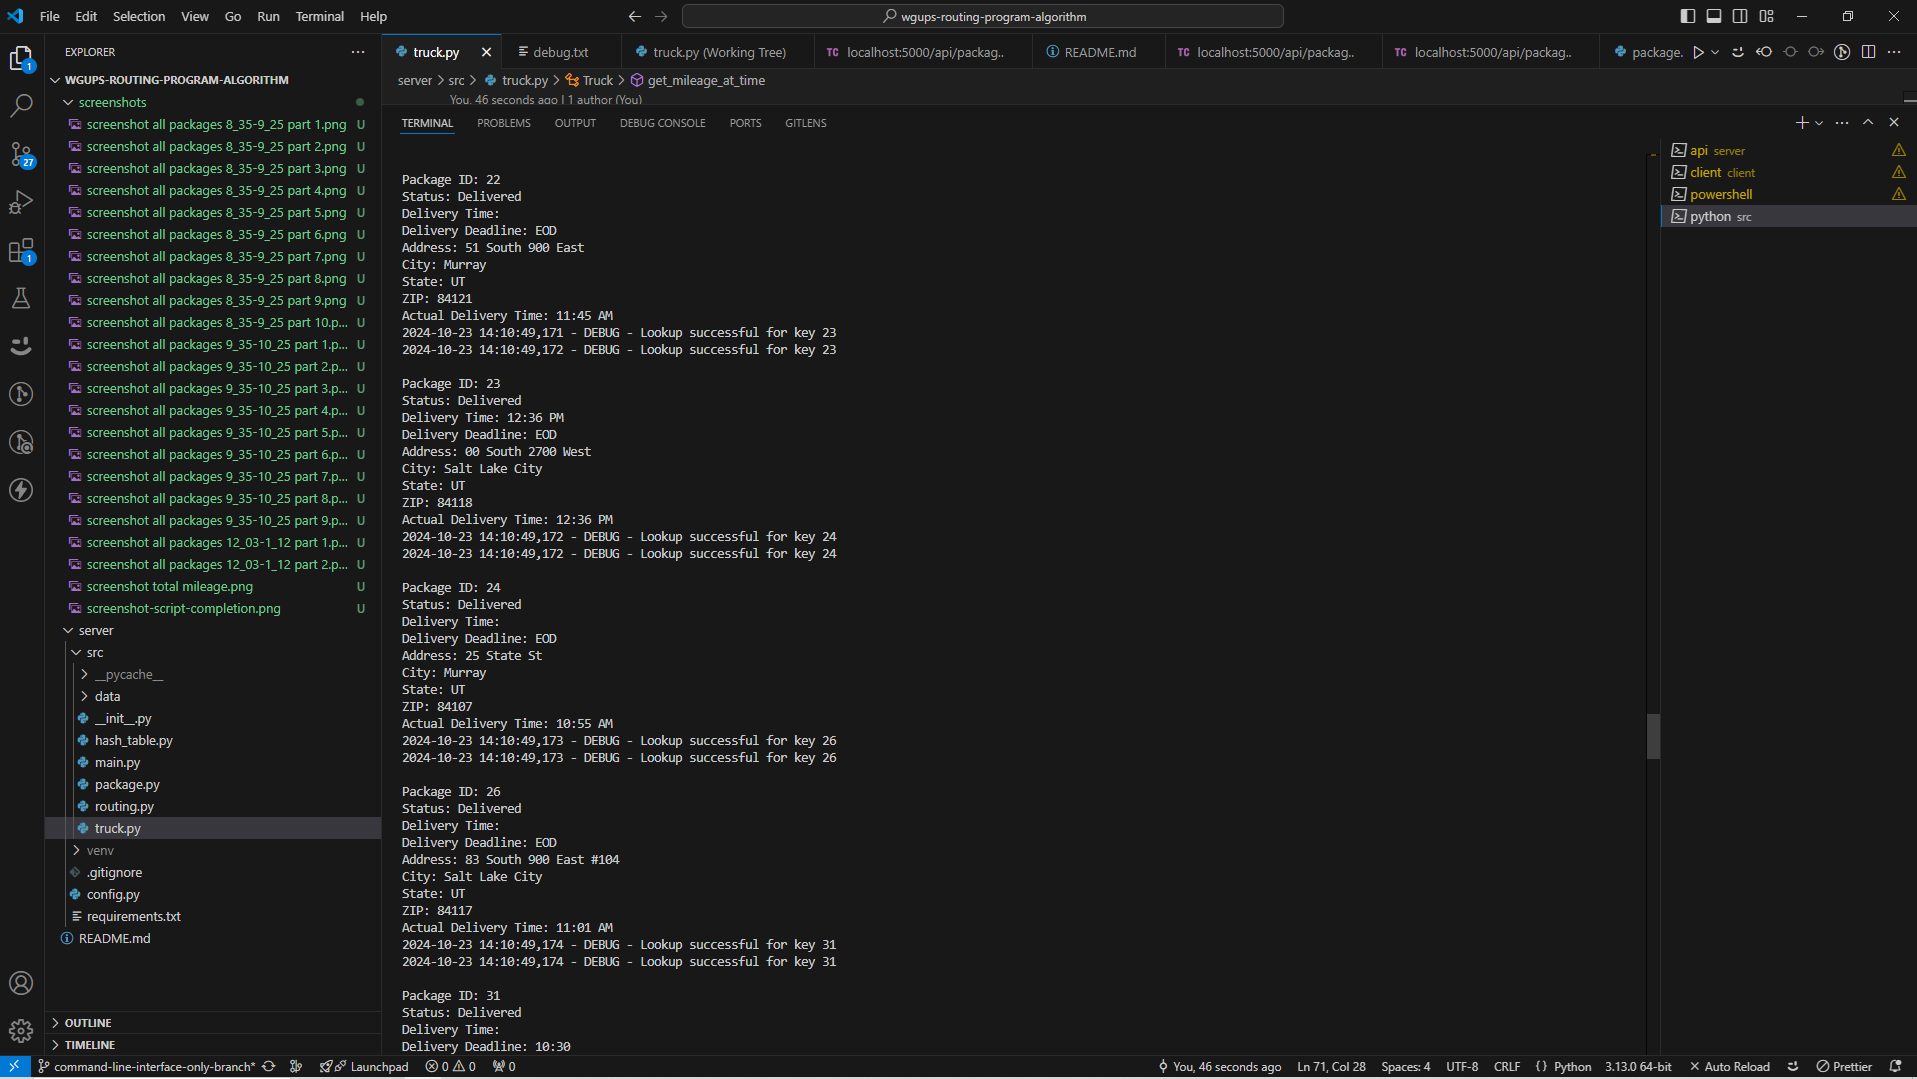 File Edit Selection View Go Run Terminal Help
wgups-routing-program-algorithm
EXPLORER
WGUPS-ROUTING-PROGRAM-ALGORITHM
screenshots
screenshot all packages 8_35-9_25 part 1.png U
screenshot all packages 8_35-9_25 part 2.png U
screenshot all packages 8_35-9_25 part 3.png U
screenshot all packages 8_35-9_25 part 4.png U
screenshot all packages 8_35-9_25 part 5.png U
screenshot all packages 8_35-9_25 part 6.png U
screenshot all packages 8_35-9_25 part 7.png U
screenshot all packages 8_35-9_25 part 8.png U
screenshot all packages 8_35-9_25 part 9.png U
screenshot all packages 8_35-9_25 part 10.p... U
screenshot all packages 9_35-10_25 part 1.p... U
screenshot all packages 9_35-10_25 part 2.p... U
screenshot all packages 9_35-10_25 part 3.p... U
screenshot all packages 9_35-10_25 part 4.p... U
screenshot all packages 9_35-10_25 part 5.p... U
screenshot all packages 9_35-10_25 part 6.p... U
screenshot all packages 9_35-10_25 part 7.p... U
screenshot all packages 9_35-10_25 part 8.p... U
screenshot all packages 9_35-10_25 part 9.p... U
screenshot all packages 12_03-1_12 part 1.p... U
screenshot all packages 12_03-1_12 part 2.p... U
screenshot total mileage.png U
screenshot-script-completion.png U
server
src
__pycache__
data
__init__.py
hash_table.py
main.py
package.py
routing.py
truck.py
venv
.gitignore
config.py
requirements.txt
README.md
OUTLINE
TIMELINE
1
27
1
truck.py debug.txt truck.py (Working Tree) TC localhost:5000/api/packag.. README.md TC localhost:5000/api/packag.. TC localhost:5000/api/packag.. package.
server > src > truck.py > Truck > get_mileage_at_time
You, 46 seconds ago | 1 author (You)
TERMINAL PROBLEMS OUTPUT DEBUG CONSOLE PORTS GITLENS
Package ID: 22
Status: Delivered
Delivery Time:
Delivery Deadline: EOD
Address: 51 South 900 East
City: Murray
State: UT
ZIP: 84121
Actual Delivery Time: 11:45 AM
2024-10-23 14:10:49,171 - DEBUG - Lookup successful for key 23
2024-10-23 14:10:49,172 - DEBUG - Lookup successful for key 23
Package ID: 23
Status: Delivered
Delivery Time: 12:36 PM
Delivery Deadline: EOD
Address: 00 South 2700 West
City: Salt Lake City
State: UT
ZIP: 84118
Actual Delivery Time: 12:36 PM
2024-10-23 14:10:49,172 - DEBUG - Lookup successful for key 24
2024-10-23 14:10:49,172 - DEBUG - Lookup successful for key 24
Package ID: 24
Status: Delivered
Delivery Time:
Delivery Deadline: EOD
Address: 25 State St
City: Murray
State: UT
ZIP: 84107
Actual Delivery Time: 10:55 AM
2024-10-23 14:10:49,173 - DEBUG - Lookup successful for key 26
2024-10-23 14:10:49,173 - DEBUG - Lookup successful for key 26
Package ID: 26
Status: Delivered
Delivery Time:
Delivery Deadline: EOD
Address: 83 South 900 East #104
City: Salt Lake City
State: UT
ZIP: 84117
Actual Delivery Time: 11:01 AM
2024-10-23 14:10:49,174 - DEBUG - Lookup successful for key 31
2024-10-23 14:10:49,174 - DEBUG - Lookup successful for key 31
Package ID: 31
Status: Delivered
Delivery Time:
Delivery Deadline: 10:30
api server
client client
powershell
python src
command-line-interface-only-branch* Launchpad 0 0 0 You, 46 seconds ago Ln 71, Col 28 Spaces: 4 UTF-8 CRLF Python 3.13.0 64-bit Auto Reload Prettier